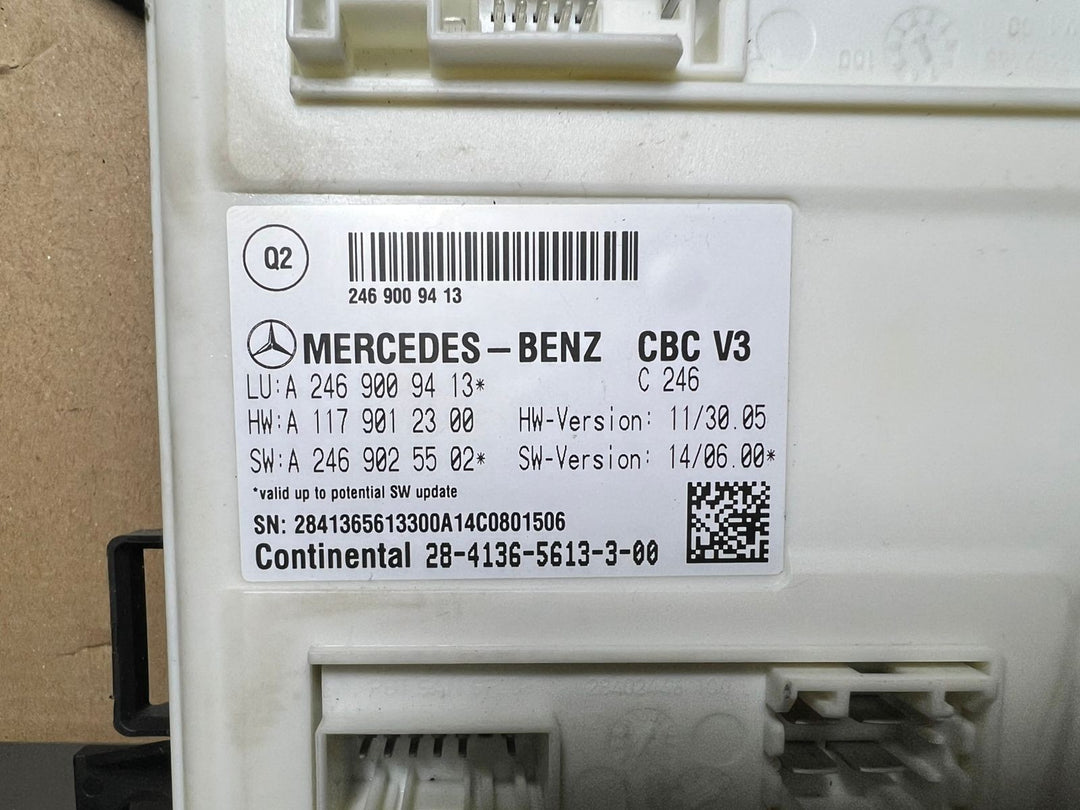 Q2
246 900 94 13
MERCEDES-BENZ CBC V3
LU:A 246 900 94 13* C 246
HW:A 117 901 23 00 HW-Version: 11/30.05
SW:A 246 902 55 02* SW-Version: 14/06.00*
*valid up to potential SW update
SN: 2841365613300A14C0801506
Continental 28-4136-5613-3-00